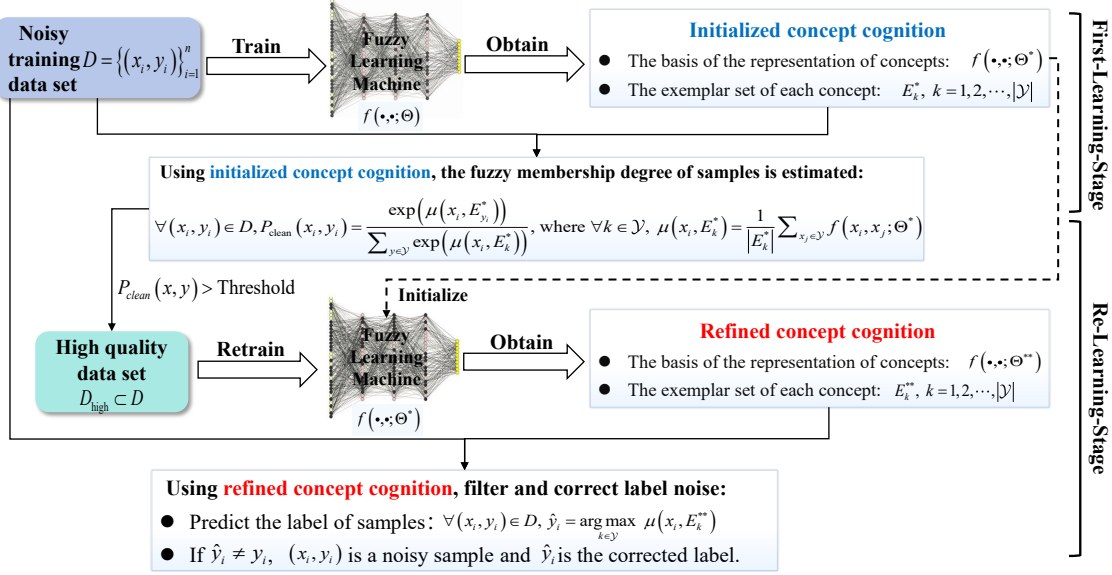 Noisy
training D = {(x_i, y_i)}_{i=1}^n
data set
Train
Fuzzy
Learning
Machine
f(•,•;Θ)
Obtain
Initialized concept cognition
● The basis of the representation of concepts: f(•,•;Θ*)
● The exemplar set of each concept: E_k^*, k = 1,2,⋯,|𝒴|
First-Learning-Stage
Using initialized concept cognition, the fuzzy membership degree of samples is estimated:
∀(x_i, y_i) ∈ D, P_clean(x_i, y_i) = exp(μ(x_i, E_{y_i}^*)) / ∑_{y∈𝒴} exp(μ(x_i, E_k^*)), where ∀k ∈ 𝒴, μ(x_i, E_k^*) = 1/|E_k^*| ∑_{x_j∈𝒴} f(x_i, x_j;Θ*)
P_clean(x, y) > Threshold
Initialize
High quality
data set
D_high ⊂ D
Retrain
Fuzzy
Learning
Machine
f(•,•;Θ*)
Obtain
Refined concept cognition
● The basis of the representation of concepts: f(•,•;Θ**)
● The exemplar set of each concept: E_k^**, k = 1,2,⋯,|𝒴|
Re-Learning-Stage
Using refined concept cognition, filter and correct label noise:
● Predict the label of samples: ∀(x_i, y_i) ∈ D, ŷ_i = arg max_{k∈𝒴} μ(x_i, E_k^**)
● If ŷ_i ≠ y_i, (x_i, y_i) is a noisy sample and ŷ_i is the corrected label.